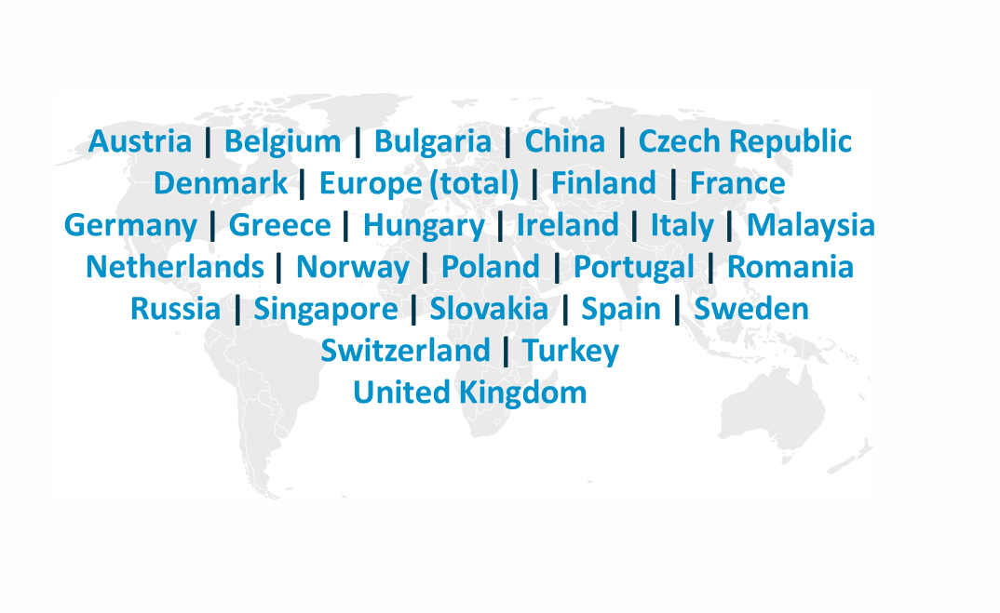 Austria | Belgium | Bulgaria | China | Czech Republic
Denmark | Europe (total) | Finland | France
Germany | Greece | Hungary | Ireland | Italy | Malaysia
Netherlands | Norway | Poland | Portugal | Romania
Russia | Singapore | Slovakia | Spain | Sweden
Switzerland | Turkey
United Kingdom